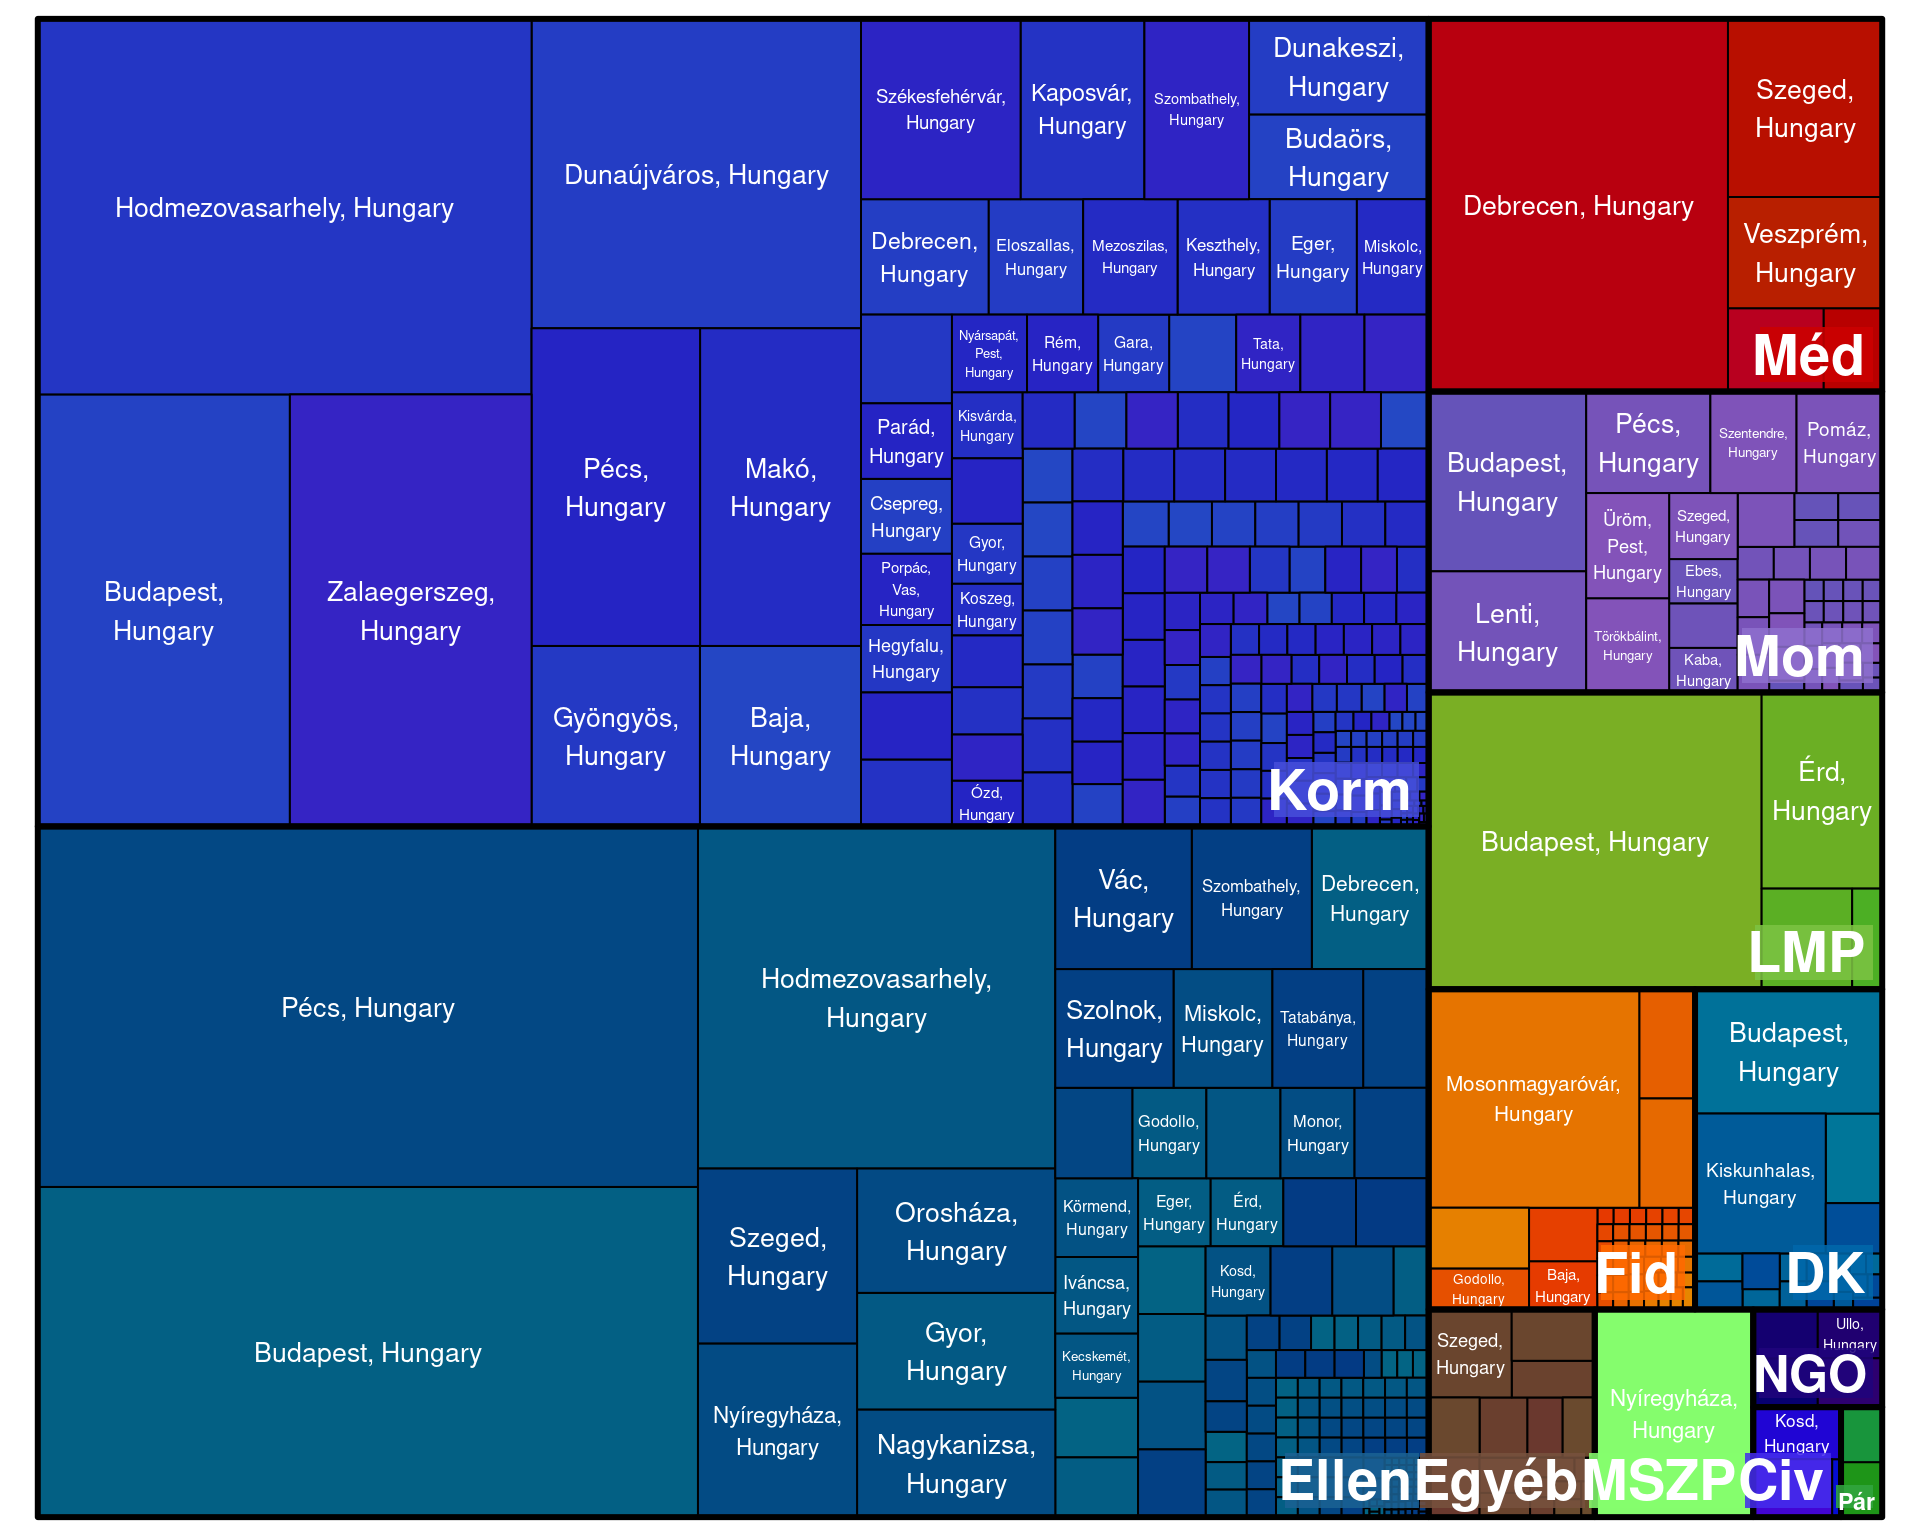 Hodmezovasarhely, Hungary
Dunaújváros, Hungary
Székesfehérvár,
Hungary
Kaposvár,
Hungary
Szombathely,
Hungary
Dunakeszi,
Hungary
Budaörs,
Hungary
Debrecen,
Hungary
Eloszallas,
Hungary
Mezoszilas,
Hungary
Keszthely,
Hungary
Eger,
Hungary
Miskolc,
Hungary
Nyársapát,
Pest,
Hungary
Rém,
Hungary
Gara,
Hungary
Tata,
Hungary
Budapest,
Hungary
Zalaegerszeg,
Hungary
Pécs,
Hungary
Makó,
Hungary
Gyöngyös,
Hungary
Baja,
Hungary
Parád,
Hungary
Csepreg,
Hungary
Porpác,
Vas,
Hungary
Hegyfalu,
Hungary
Kisvárda,
Hungary
Gyor,
Hungary
Koszeg,
Hungary
Ózd,
Hungary
Korm
Debrecen, Hungary
Szeged,
Hungary
Veszprém,
Hungary
Méd
Budapest,
Hungary
Lenti,
Hungary
Pécs,
Hungary
Szentendre,
Hungary
Pomáz,
Hungary
Üröm,
Pest,
Hungary
Szeged,
Hungary
Ebes,
Hungary
Törökbálint,
Hungary
Kaba,
Hungary
Mom
Budapest, Hungary
Érd,
Hungary
LMP
Pécs, Hungary
Budapest, Hungary
Hodmezovasarhely,
Hungary
Szeged,
Hungary
Nyíregyháza,
Hungary
Orosháza,
Hungary
Gyor,
Hungary
Nagykanizsa,
Hungary
Vác,
Hungary
Szombathely,
Hungary
Debrecen,
Hungary
Szolnok,
Hungary
Miskolc,
Hungary
Tatabánya,
Hungary
Godollo,
Hungary
Monor,
Hungary
Körmend,
Hungary
Eger,
Hungary
Érd,
Hungary
Iváncsa,
Hungary
Kosd,
Hungary
Kecskemét,
Hungary
Ellen
Mosonmagyaróvár,
Hungary
Godollo,
Hungary
Baja,
Hungary
Fid
Budapest,
Hungary
Kiskunhalas,
Hungary
DK
Szeged,
Hungary
Egyéb
Nyíregyháza,
Hungary
MSZP
Ullo,
Hungary
NGO
Kosd,
Hungary
Civ
Pár